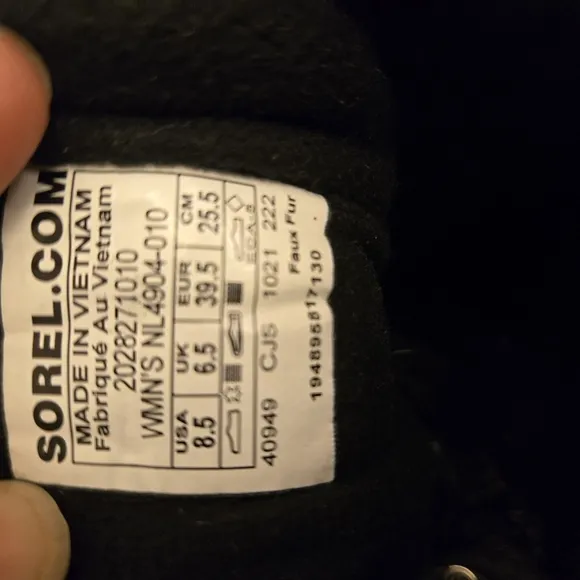 SOREL.COM
MADE IN VIETNAM
Fabriqué Au Vietnam
2028271010
WMN'S NL4904-010
USA UK EUR CM
8.5 6.5 39.5 25.5
40949 CJS 1021 222
Faux Fur
194895817130